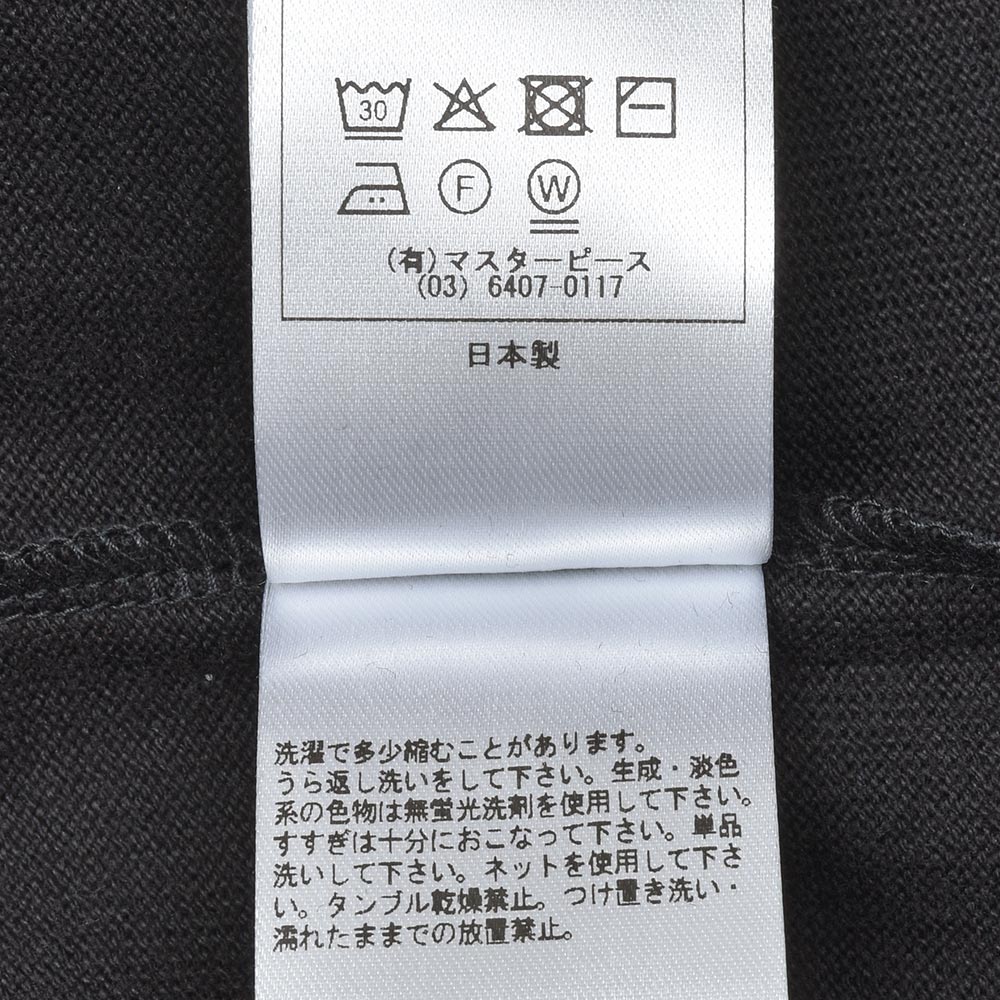 30
F W
(有)マスターピース
(03) 6407-0117
日本製
洗濯で多少縮むことがあります。
うら返し洗いをして下さい。生成・淡色
系の色物は無蛍光洗剤を使用して下さい。
すすぎは十分におこなって下さい。単品
洗いして下さい。ネットを使用して下さ
い。タンブル乾燥禁止。つけ置き洗い・
濡れたままでの放置禁止。